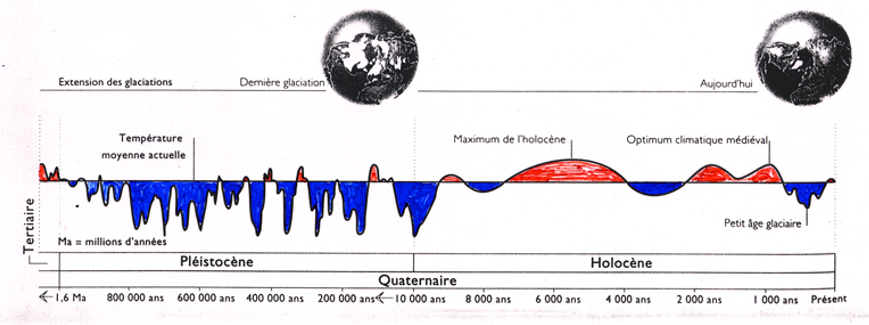 Extension des glaciations
Dernière glaciation
Aujourd'hui
Température
moyenne actuelle
Maximum de l'holocène
Optimum climatique médiéval
Petit âge glaciaire
Tertiaire
Ma = millions d'années
Pléistocène
Holocène
Quaternaire
1.6 Ma 800 000 ans 600 000 ans 400 000 ans 200 000 ans 10 000 ans 8 000 ans 6 000 ans 4 000 ans 2 000 ans 1 000 ans Présent